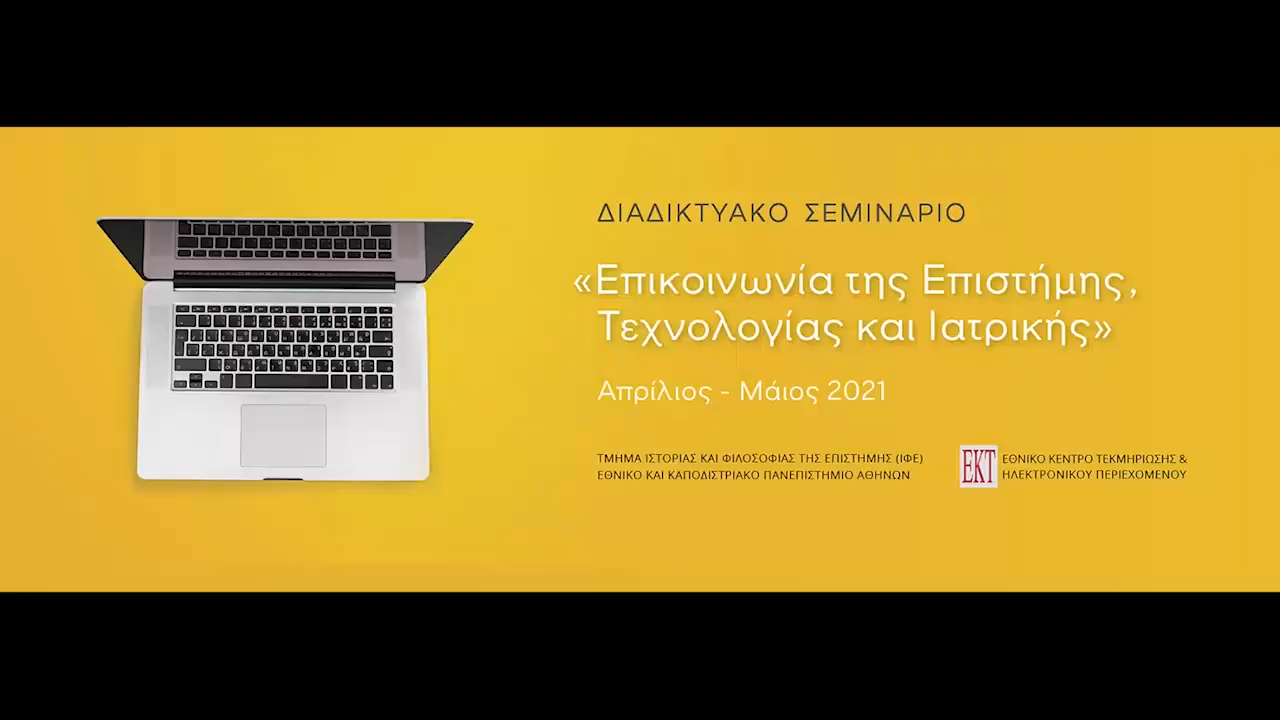 ΔΙΑΔΙΚΤΥΑΚΟ ΣΕΜΙΝΑΡΙΟ
«Επικοινωνία της Επιστήμης,
Τεχνολογίας και Ιατρικής»
Απρίλιος - Μάιος 2021
ΤΜΗΜΑ ΙΣΤΟΡΙΑΣ ΚΑΙ ΦΙΛΟΣΟΦΙΑΣ ΤΗΣ ΕΠΙΣΤΗΜΗΣ (ΙΦΕ)
ΕΘΝΙΚΟ ΚΑΙ ΚΑΠΟΔΙΣΤΡΙΑΚΟ ΠΑΝΕΠΙΣΤΗΜΙΟ ΑΘΗΝΩΝ
ΕΚΤ
ΕΘΝΙΚΟ ΚΕΝΤΡΟ ΤΕΚΜΗΡΙΩΣΗΣ &
ΗΛΕΚΤΡΟΝΙΚΟΥ ΠΕΡΙΕΧΟΜΕΝΟΥ